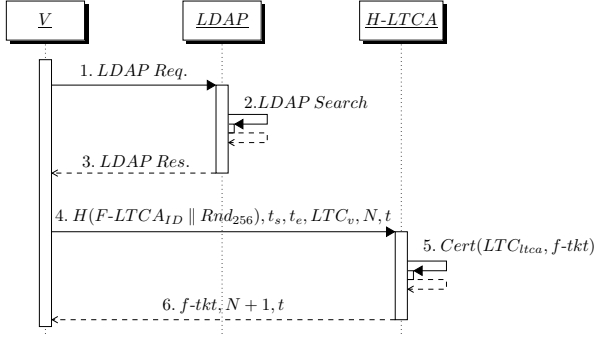 V LDAP H-LTCA
1. LDAP Req.
2.LDAP Search
3. LDAP Res.
4. H(F-LTCA_ID ∥ Rnd_256), t_s, t_e, LTC_v, N, t
5. Cert(LTC_ltca, f-tkt)
6. f-tkt, N + 1, t